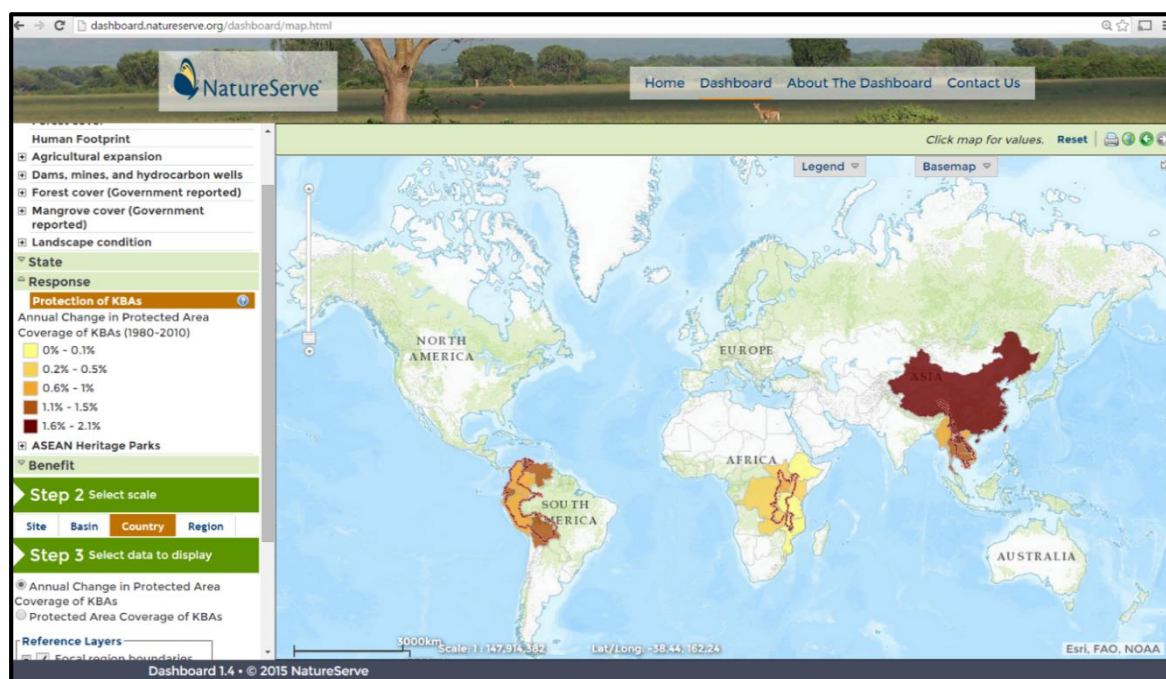 dashboard.natureserve.org/dashboard/map.html
NatureServe
Home Dashboard About The Dashboard Contact Us
Click map for values. Reset
Human Footprint
Agricultural expansion
Dams, mines, and hydrocarbon wells
Forest cover (Government reported)
Mangrove cover (Government
reported)
Landscape condition
State
Response
Protection of KBAs
Annual Change in Protected Area
Coverage of KBAs (1980-2010)
0% - 0.1%
0.2% - 0.5%
0.6% - 1%
1.1% - 1.5%
1.6% - 2.1%
ASEAN Heritage Parks
Benefit
Step 2 Select scale
Site Basin Country Region
Step 3 Select data to display
Annual Change in Protected Area
Coverage of KBAs
Protected Area Coverage of KBAs
Reference Layers
Focal region boundaries
Legend Basemap
NORTH
AMERICA
EUROPE
ASIA
AFRICA
SOUTH
AMERICA
AUSTRALIA
3000km
Scale: 1 : 147,914,382
Lat/Long: -38.44, 162.24
Esri, FAO, NOAA
Dashboard 1.4 • © 2015 NatureServe